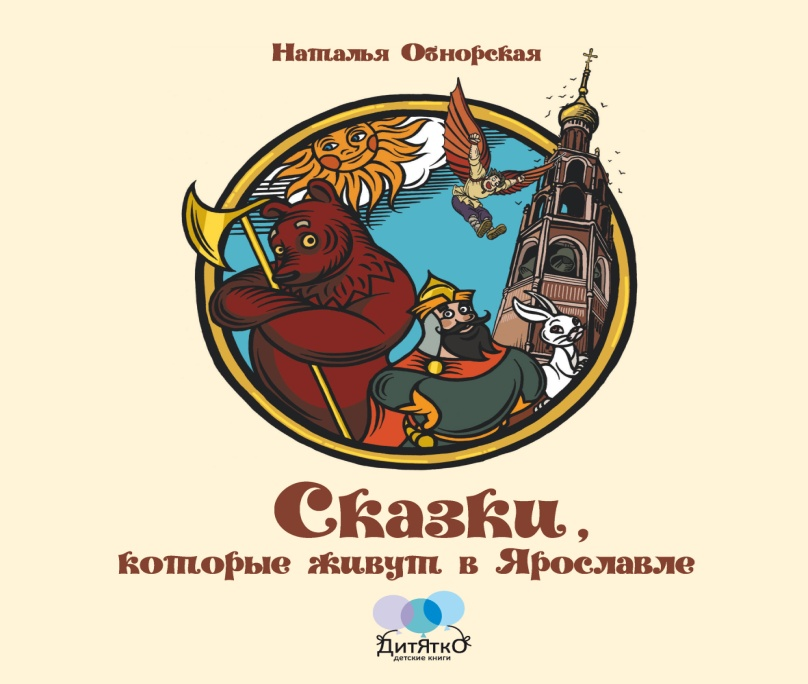 Наталья Обнорская
Сказки,
которые живут в Ярославле
ДИТЯТКО
детские книги